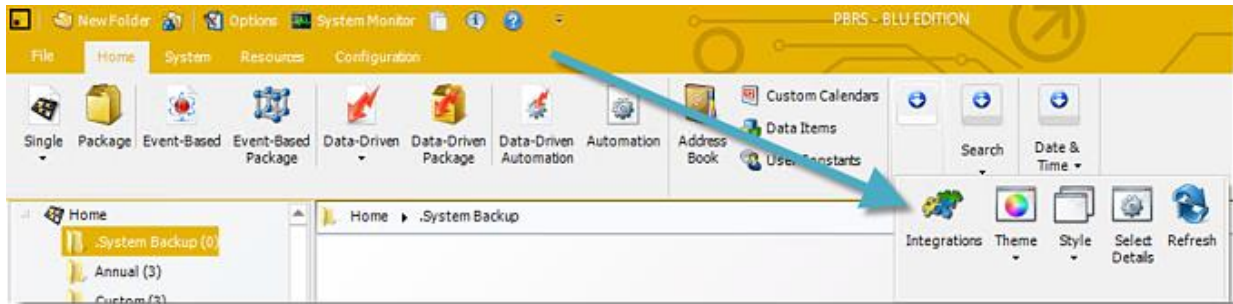 New Folder Options System Monitor PBRS - BLU EDITION
File Home System Resources Configuration
Single Package Event-Based Event-Based Package Data-Driven Data-Driven Package Data-Driven Automation Automation Address Book
Custom Calendars
Data Items
User Constants
Search Date & Time
Home
.System Backup (0)
Annual (3)
Custom (3)
Home .System Backup
Integrations Theme Style Select Details Refresh